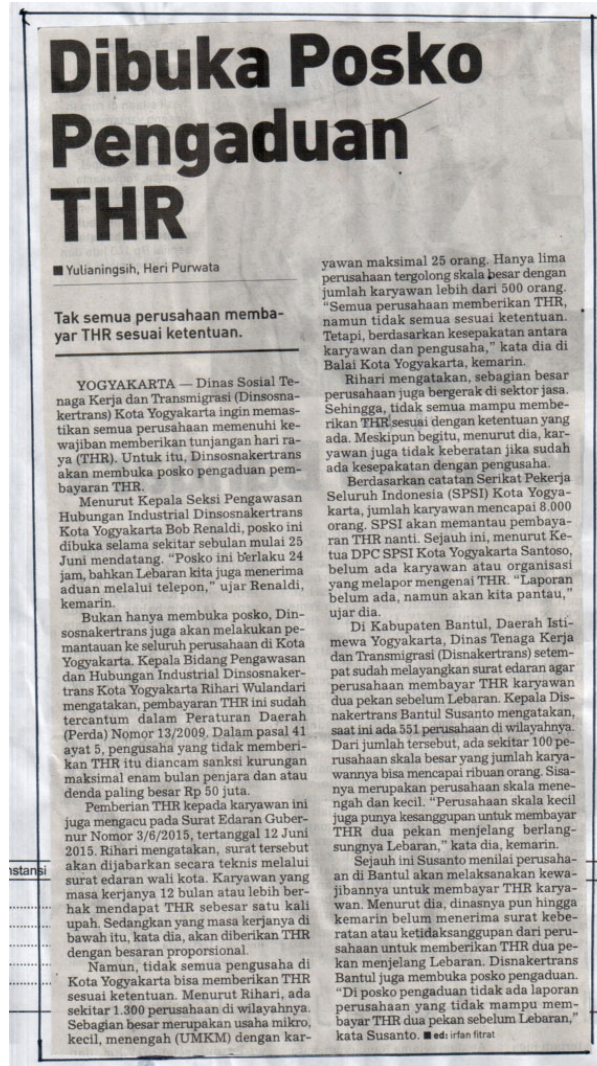 Dibuka Posko
Pengaduan
THR
■ Yulianingsih, Heri Purwata
Tak semua perusahaan memba-
yar THR sesuai ketentuan.
YOGYAKARTA — Dinas Sosial Te-
naga Kerja dan Transmigrasi (Dinsosna-
kertrans) Kota Yogyakarta ingin memas-
tikan semua perusahaan memenuhi ke-
wajiban memberikan tunjangan hari ra-
ya (THR). Untuk itu, Dinsosnakertrans
akan membuka posko pengaduan pem-
bayaran THR.
Menurut Kepala Seksi Pengawasan
Hubungan Industrial Dinsosnakertrans
Kota Yogyakarta Bob Renaldi, posko ini
dibuka selama sekitar sebulan mulai 25
Juni mendatang. “Posko ini berlaku 24
jam, bahkan Lebaran kita juga menerima
aduan melalui telepon,” ujar Renaldi,
kemarin.
Bukan hanya membuka posko, Din-
sosnakertrans juga akan melakukan pe-
mantauan ke seluruh perusahaan di Kota
Yogyakarta. Kepala Bidang Pengawasan
dan Hubungan Industrial Dinsosnaker-
trans Kota Yogyakarta Rihari Wulandari
mengatakan, pembayaran THR ini sudah
tercantum dalam Peraturan Daerah
(Perda) Nomor 13/2009. Dalam pasal 41
ayat 5, pengusaha yang tidak memberi-
kan THR itu diancam sanksi kurungan
maksimal enam bulan penjara dan atau
denda paling besar Rp 50 juta.
Pemberian THR kepada karyawan ini
juga mengacu pada Surat Edaran Guber-
nur Nomor 3/6/2015, tertanggal 12 Juni
2015. Rihari mengatakan, surat tersebut
akan dijabarkan secara teknis melalui
surat edaran wali kota. Karyawan yang
masa kerjanya 12 bulan atau lebih ber-
hak mendapat THR sebesar satu kali
upah. Sedangkan yang masa kerjanya di
bawah itu, kata dia, akan diberikan THR
dengan besaran proporsional.
Namun, tidak semua pengusaha di
Kota Yogyakarta bisa memberikan THR
sesuai ketentuan. Menurut Rihari, ada
sekitar 1.300 perusahaan di wilayahnya.
Sebagian besar merupakan usaha mikro,
kecil, menengah (UMKM) dengan kar-
yawan maksimal 25 orang. Hanya lima
perusahaan tergolong skala besar dengan
jumlah karyawan lebih dari 500 orang.
“Semua perusahaan memberikan THR,
namun tidak semua sesuai ketentuan.
Tetapi, berdasarkan kesepakatan antara
karyawan dan pengusaha,” kata dia di
Balai Kota Yogyakarta, kemarin.
Rihari mengatakan, sebagian besar
perusahaan juga bergerak di sektor jasa.
Sehingga, tidak semua mampu membe-
rikan THR sesuai dengan ketentuan yang
ada. Meskipun begitu, menurut dia, kar-
yawan juga tidak keberatan jika sudah
ada kesepakatan dengan pengusaha.
Berdasarkan catatan Serikat Pekerja
Seluruh Indonesia (SPSI) Kota Yogya-
karta, jumlah karyawan mencapai 8.000
orang. SPSI akan memantau pembaya-
ran THR nanti. Sejauh ini, menurut Ke-
tua DPC SPSI Kota Yogyakarta Santoso,
belum ada karyawan atau organisasi
yang melapor mengenai THR. “Laporan
belum ada, namun akan kita pantau,”
ujar dia.
Di Kabupaten Bantul, Daerah Isti-
mewa Yogyakarta, Dinas Tenaga Kerja
dan Transmigrasi (Disnakertrans) setem-
pat sudah melayangkan surat edaran agar
perusahaan membayar THR karyawan
dua pekan sebelum Lebaran. Kepala Dis-
nakertrans Bantul Susanto mengatakan,
saat ini ada 551 perusahaan di wilayahnya.
Dari jumlah tersebut, ada sekitar 100 pe-
rusahaan skala besar yang jumlah karya-
wannya bisa mencapai ribuan orang. Sisa-
nya merupakan perusahaan skala mene-
ngah dan kecil. “Perusahaan skala kecil
juga punya kesanggupan untuk membayar
THR dua pekan menjelang berlang-
sungnya Lebaran,” kata dia, kemarin.
Sejauh ini Susanto menilai perusaha-
an di Bantul akan melaksanakan kewa-
jibannya untuk membayar THR karya-
wan. Menurut dia, dinasnya pun hingga
kemarin belum menerima surat kebe-
ratan atau ketidaksanggupan dari peru-
sahaan untuk memberikan THR dua pe-
kan menjelang Lebaran. Disnakertrans
Bantul juga membuka posko pengaduan.
“Di posko pengaduan tidak ada laporan
perusahaan yang tidak mampu mem-
bayar THR dua pekan sebelum Lebaran,”
kata Susanto. ■ ed: irfan fitrat